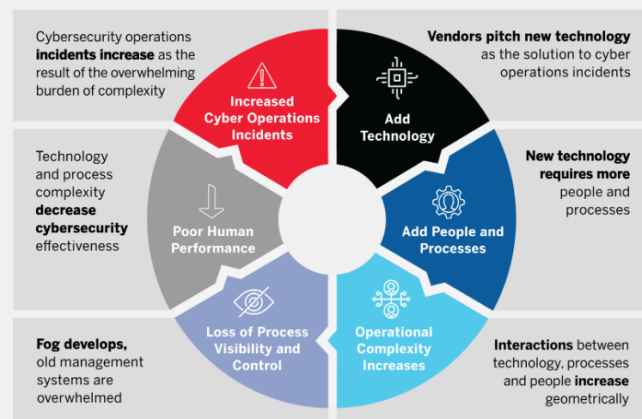 Cybersecurity operations
incidents increase as the
result of the overwhelming
burden of complexity
Increased
Cyber Operations
Incidents
Vendors pitch new technology
as the solution to cyber
operations incidents
Add
Technology
New technology
requires more
people and
processes
Add People and
Processes
Interactions between
technology, processes
and people increase
geometrically
Operational
Complexity
Increases
Fog develops,
old management
systems are
overwhelmed
Loss of Process
Visibility and
Control
Technology
and process
complexity
decrease
cybersecurity
effectiveness
Poor Human
Performance